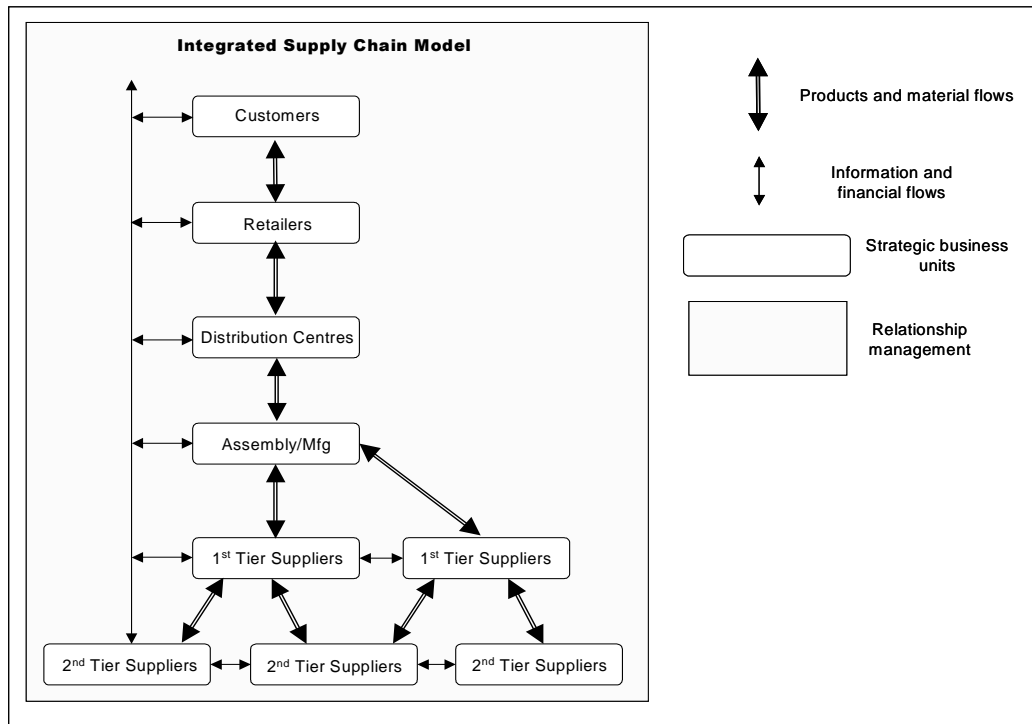 Integrated Supply Chain Model
Customers
Retailers
Distribution Centres
Assembly/Mfg
1st Tier Suppliers
1st Tier Suppliers
2nd Tier Suppliers
2nd Tier Suppliers
2nd Tier Suppliers
Products and material flows
Information and
financial flows
Strategic business
units
Relationship
management